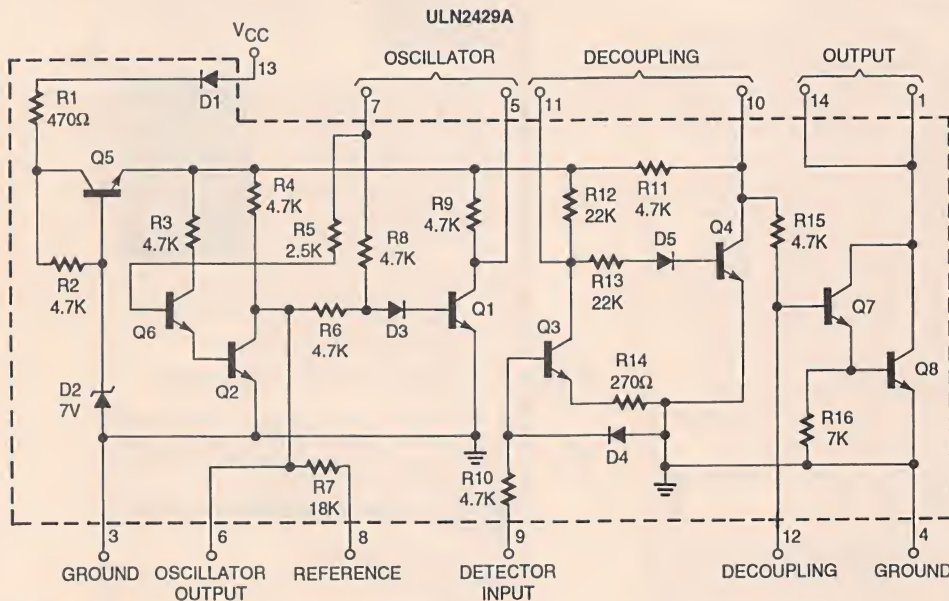 ULN2429A
VCC
13
OSCILLATOR
7
5
DECOUPLING
11
10
OUTPUT
14
1
D1
R1
470Ω
Q5
R2
4.7K
D2
7V
R3
4.7K
R4
4.7K
R5
2.5K
Q6
Q2
R6
4.7K
R7
18K
R8
4.7K
D3
R9
4.7K
Q1
R10
4.7K
R12
22K
R11
4.7K
R13
22K
D5
Q4
Q3
R14
270Ω
D4
R15
4.7K
Q7
Q8
R16
7K
3
GROUND
6
OSCILLATOR
OUTPUT
8
REFERENCE
9
DETECTOR
INPUT
12
DECOUPLING
4
GROUND